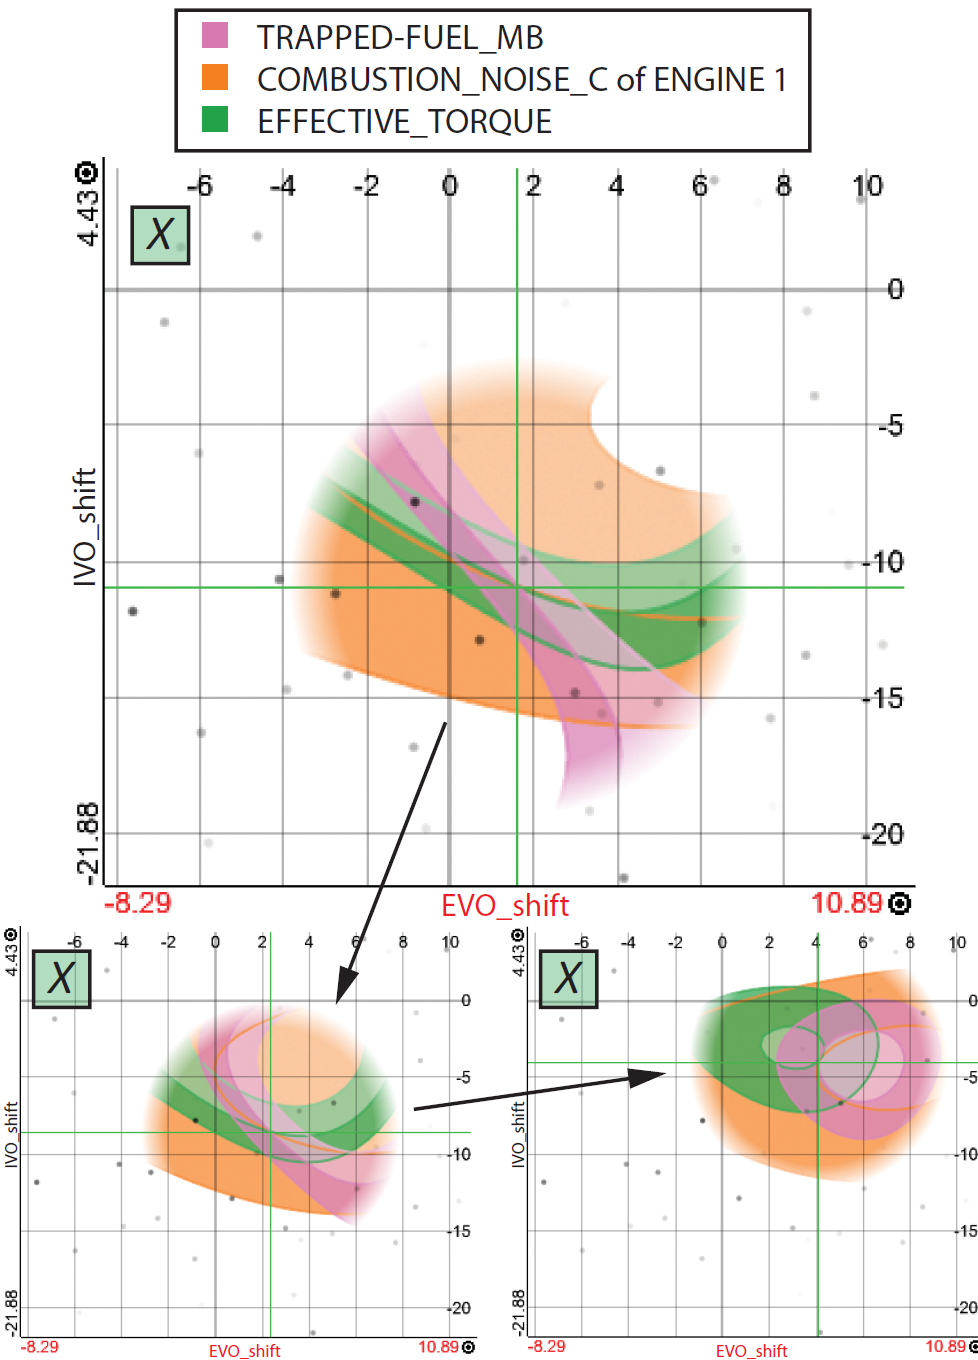 TRAPPED-FUEL_MB
COMBUSTION_NOISE_C of ENGINE 1
EFFECTIVE_TORQUE
4.43
-6 -4 -2 0 2 4 6 8 10
X
0
-5
IVO_shift
-10
-15
-20
-21.88
-8.29 EVO_shift 10.89
4.43
-6 -4 -2 0 2 4 6 8 10
X
0
-5
IVO_shift
-10
-15
-20
-21.88
-8.29 EVO_shift 10.89
4.43
-6 -4 -2 0 2 4 6 8 10
X
0
-5
IVO_shift
-10
-15
-20
-21.88
-8.29 EVO_shift 10.89